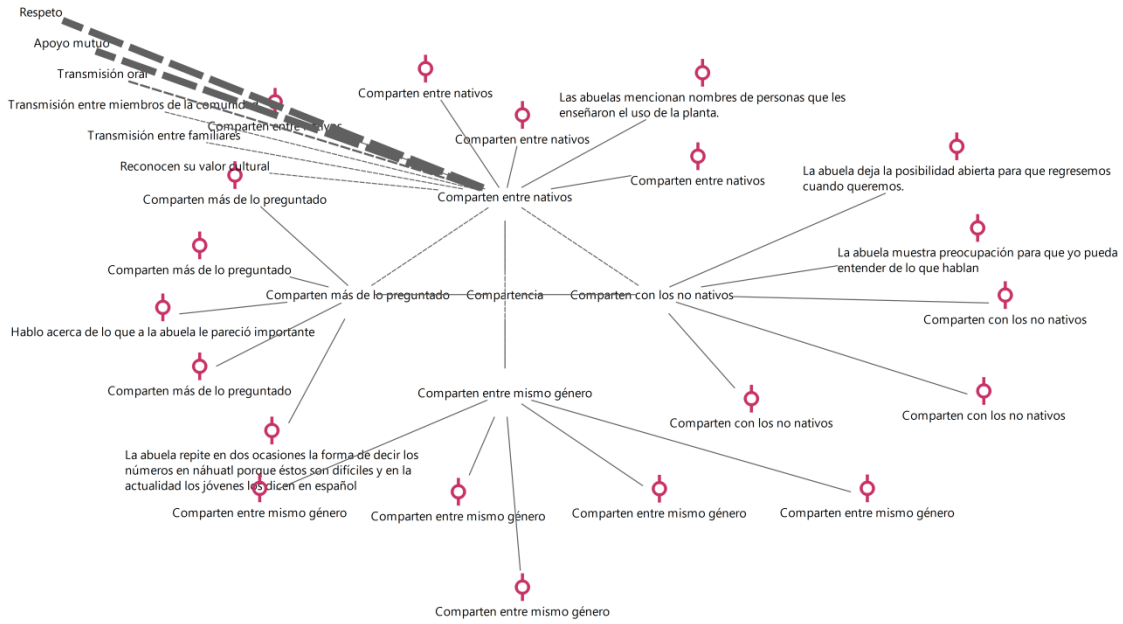 Respeto
Apoyo mutuo
Transmisión oral
Comparten entre nativos
Las abuelas mencionan nombres de personas que les
enseñaron el uso de la planta.
Transmisión entre miembros de la comunidad
Comparten entre nativos
Transmisión entre familiares
Comparten entre nativos
Reconocen su valor cultural
La abuela deja la posibilidad abierta para que regresemos
cuando queremos.
Comparten entre nativos
Comparten más de lo preguntado
Comparten entre nativos
La abuela muestra preocupación para que yo pueda
entender de lo que hablan
Comparten más de lo preguntado
Comparten más de lo preguntado
Compartencia
Comparten con los no nativos
Comparten con los no nativos
Hablo acerca de lo que a la abuela le pareció importante
Comparten más de lo preguntado
Comparten entre mismo género
Comparten con los no nativos
Comparten con los no nativos
La abuela repite en dos ocasiones la forma de decir los
números en náhuatl porque éstos son difíciles y en la
actualidad los jóvenes los dicen en español
Comparten entre mismo género
Comparten entre mismo género
Comparten entre mismo género
Comparten entre mismo género
Comparten entre mismo género